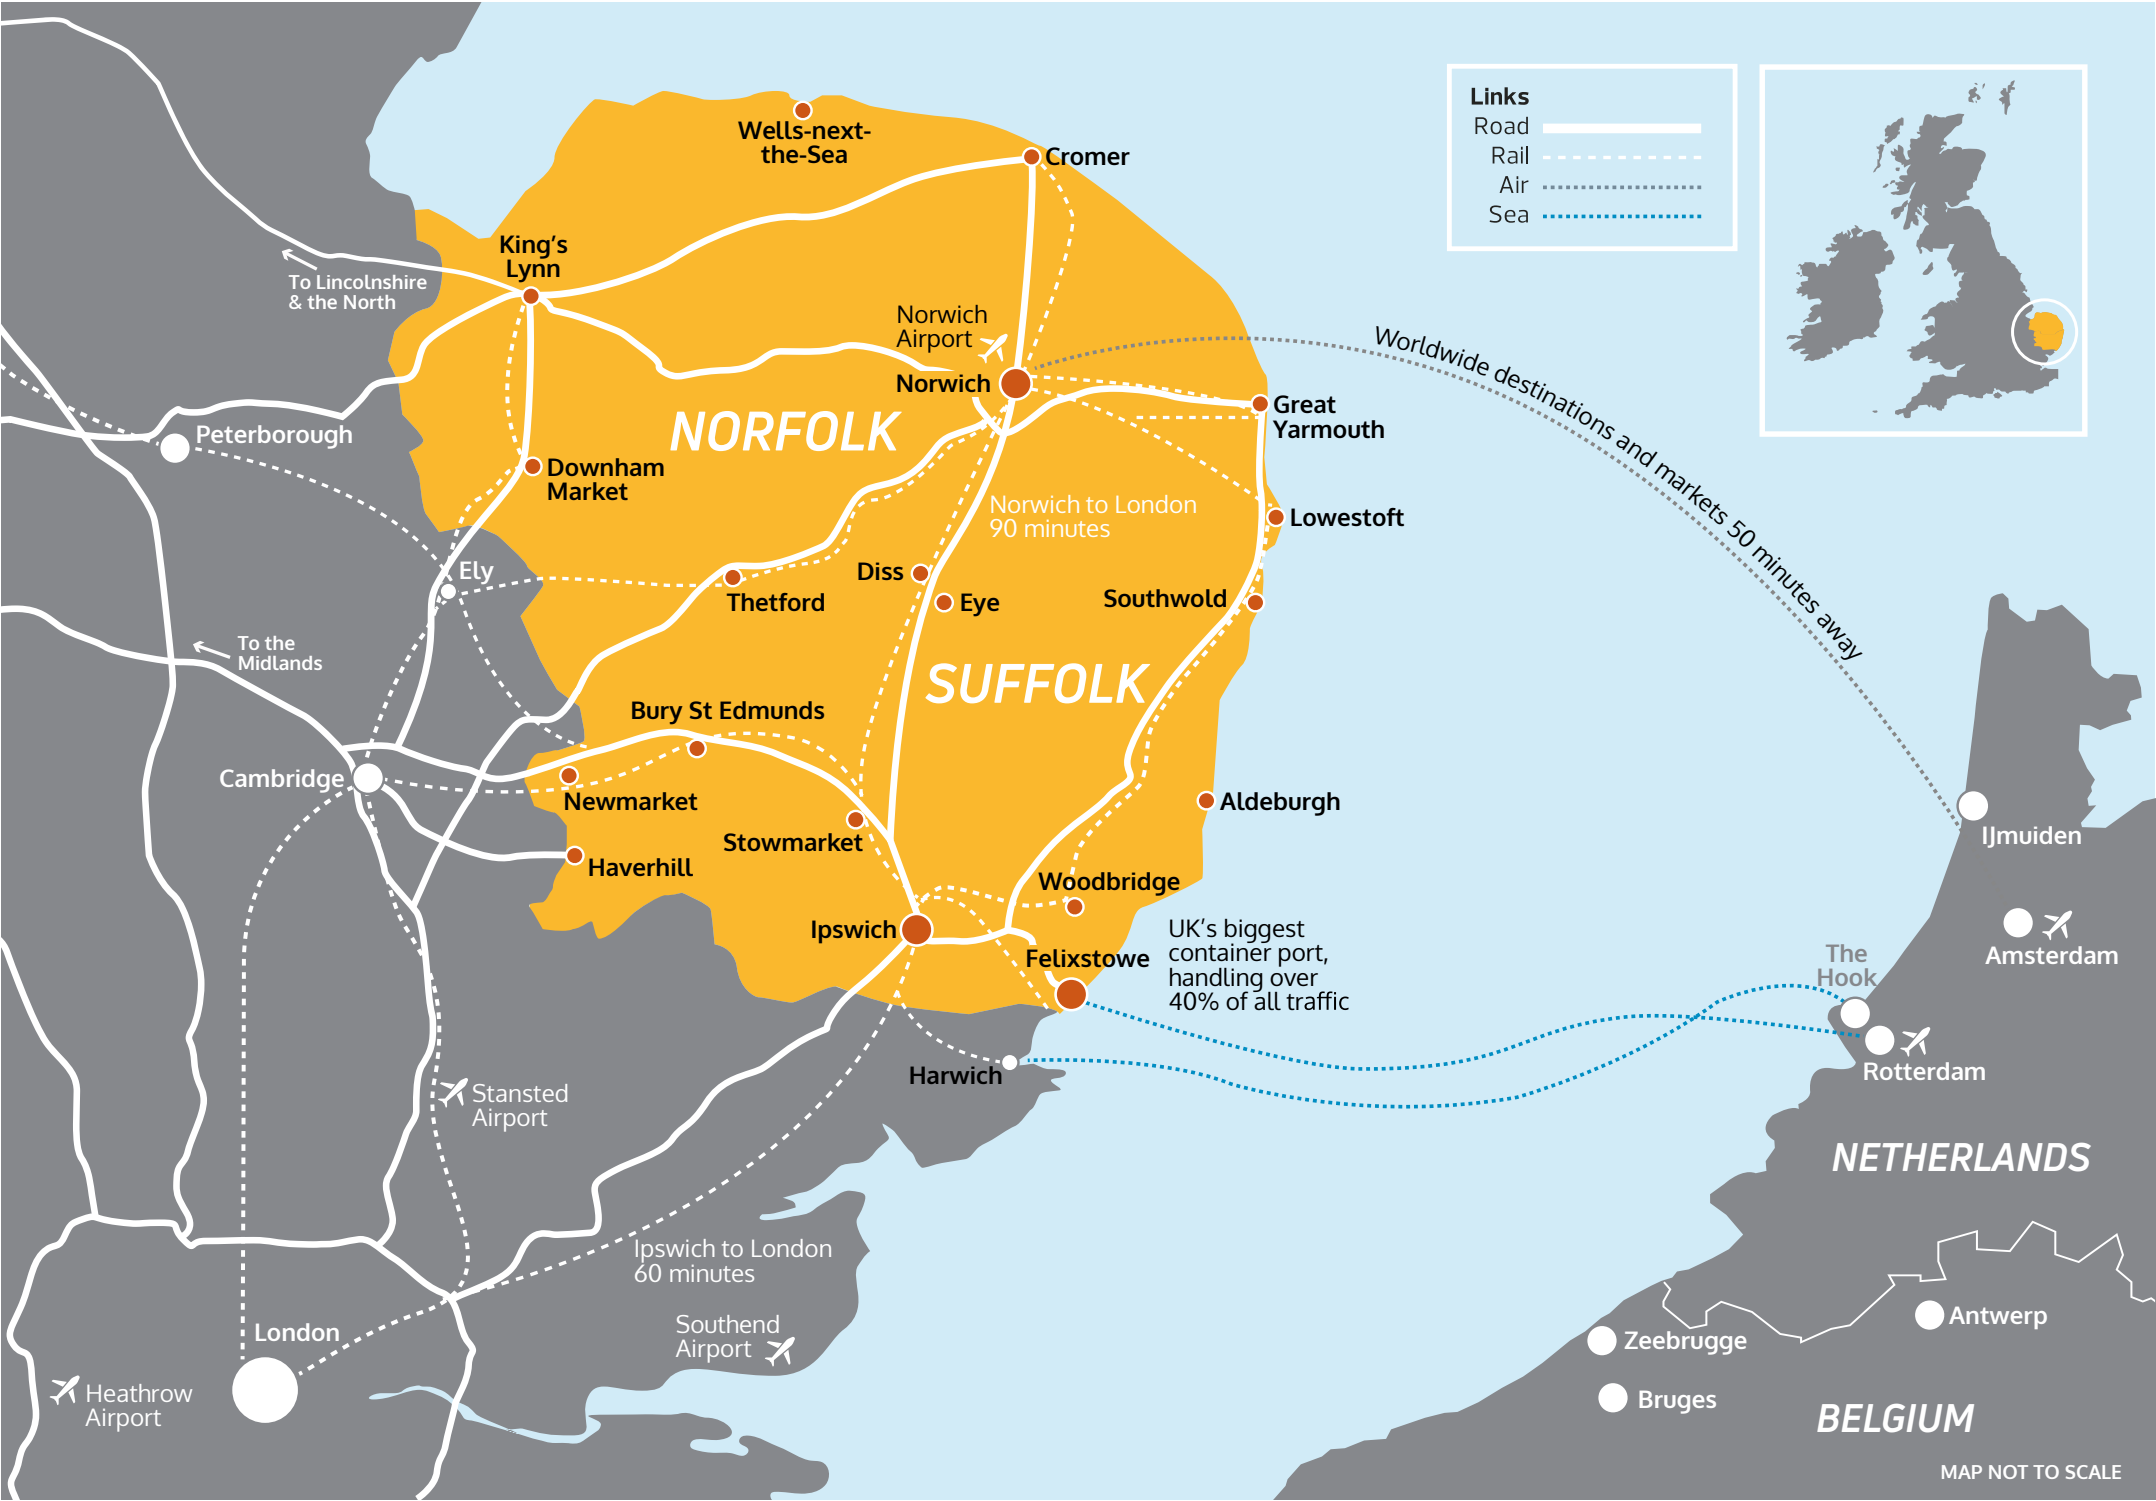 Links
Road
Rail
Air
Sea
Wells-next-
the-Sea
Cromer
King’s
Lynn
To Lincolnshire
& the North
Norwich
Airport
Norwich
Worldwide destinations and markets 50 minutes away
Great
Yarmouth
NORFOLK
Peterborough
Downham
Market
Norwich to London
90 minutes
Lowestoft
Ely
Diss
Thetford
Eye
Southwold
To the
Midlands
SUFFOLK
Bury St Edmunds
Cambridge
Newmarket
Aldeburgh
Stowmarket
Haverhill
IJmuiden
Woodbridge
Ipswich
UK’s biggest
container port,
handling over
40% of all traffic
Felixstowe
The
Hook
Amsterdam
Harwich
Rotterdam
Stansted
Airport
NETHERLANDS
Ipswich to London
60 minutes
London
Southend
Airport
Antwerp
Zeebrugge
Heathrow
Airport
Bruges
BELGIUM
MAP NOT TO SCALE